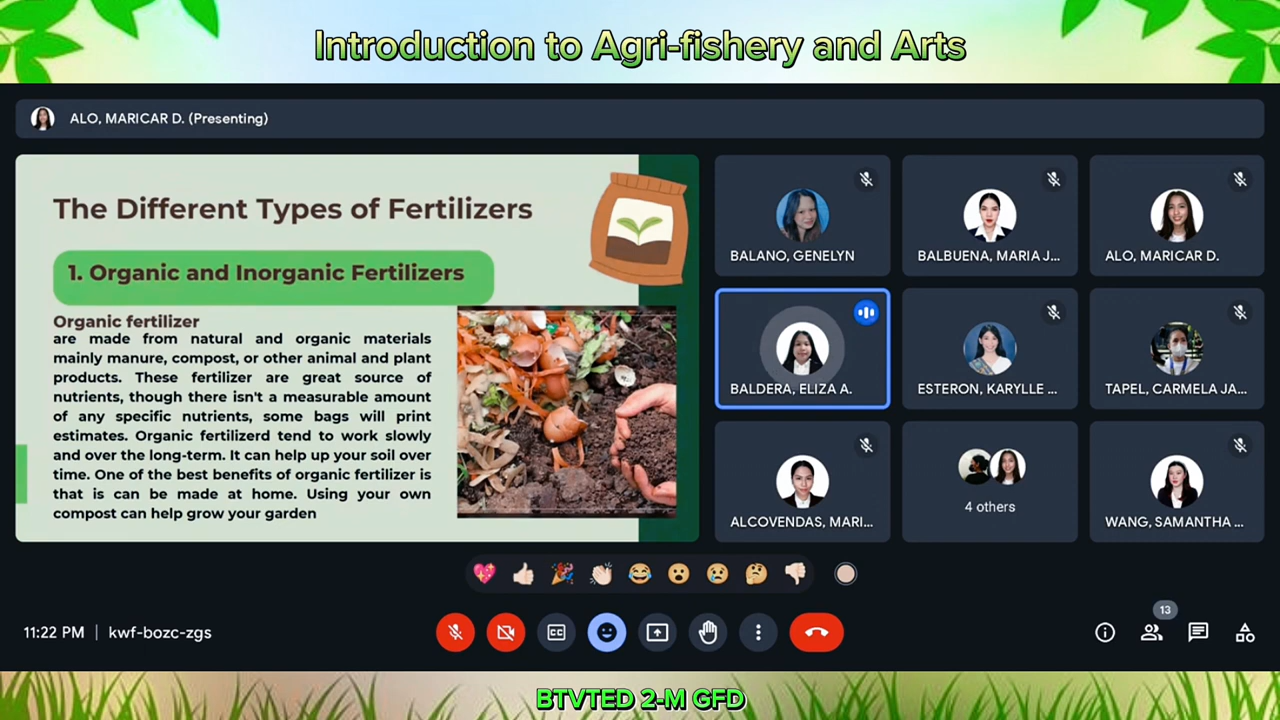 Introduction to Agri-fishery and Arts
ALO, MARICAR D. (Presenting)
The Different Types of Fertilizers
1. Organic and Inorganic Fertilizers
Organic fertilizer
are made from natural and organic materials
mainly manure, compost, or other animal and plant
products. These fertilizer are great source of
nutrients, though there isn't a measurable amount
of any specific nutrients, some bags will print
estimates. Organic fertilizerd tend to work slowly
and over the long-term. It can help up your soil over
time. One of the best benefits of organic fertilizer is
that is can be made at home. Using your own
compost can help grow your garden
BALANO, GENELYN
BALBUENA, MARIA J...
ALO, MARICAR D.
BALDERA, ELIZA A.
ESTERON, KARYLLE ...
TAPEL, CARMELA JA...
ALCOVENDAS, MARI...
4 others
WANG, SAMANTHA ...
11:22 PM | kwf-bozc-zgs
CC
13
BTVTED 2-M GFD